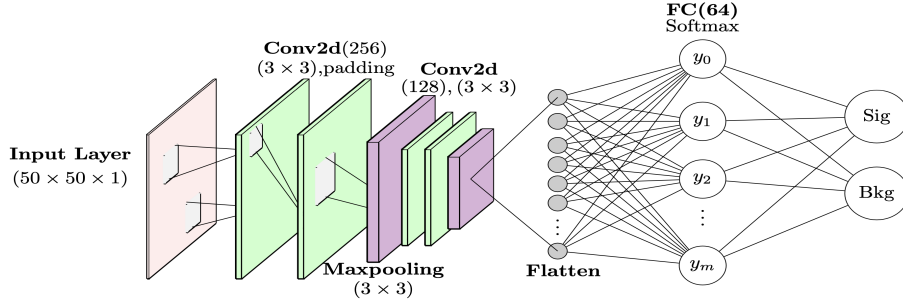 FC(64)
Softmax
Conv2d(256)
(3 × 3),padding
Conv2d
(128), (3 × 3)
y0
y1
y2
⋮
ym
Sig
Bkg
Input Layer
(50 × 50 × 1)
⋮
Maxpooling
(3 × 3)
Flatten